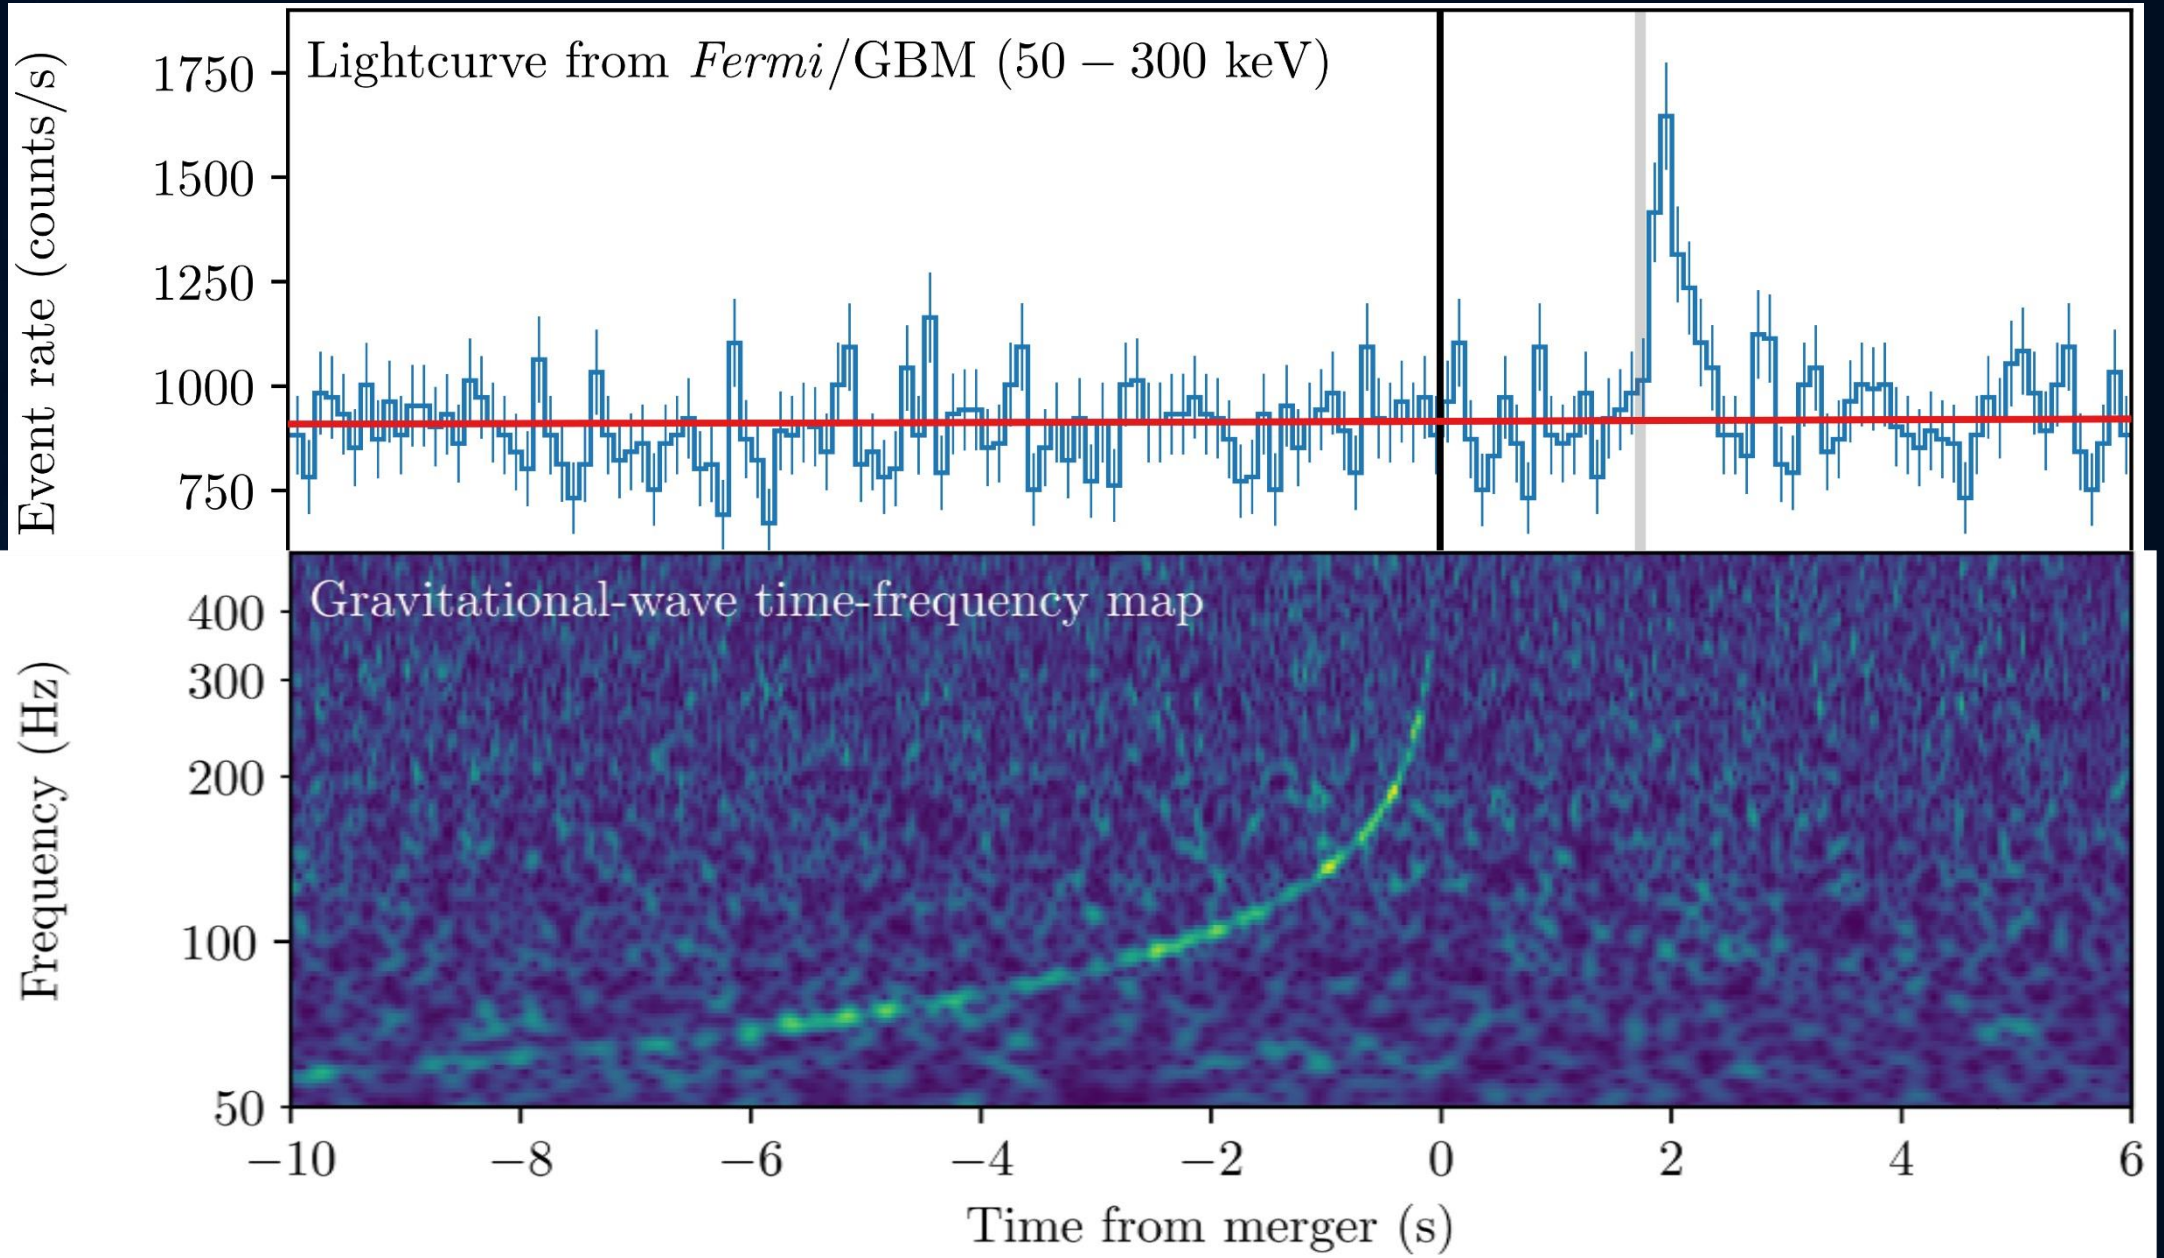 Lightcurve from Fermi/GBM (50 – 300 keV)
Event rate (counts/s)
1750
1500
1250
1000
750
Gravitational-wave time-frequency map
Frequency (Hz)
400
300
200
100
50
−10 −8 −6 −4 −2 0 2 4 6
Time from merger (s)